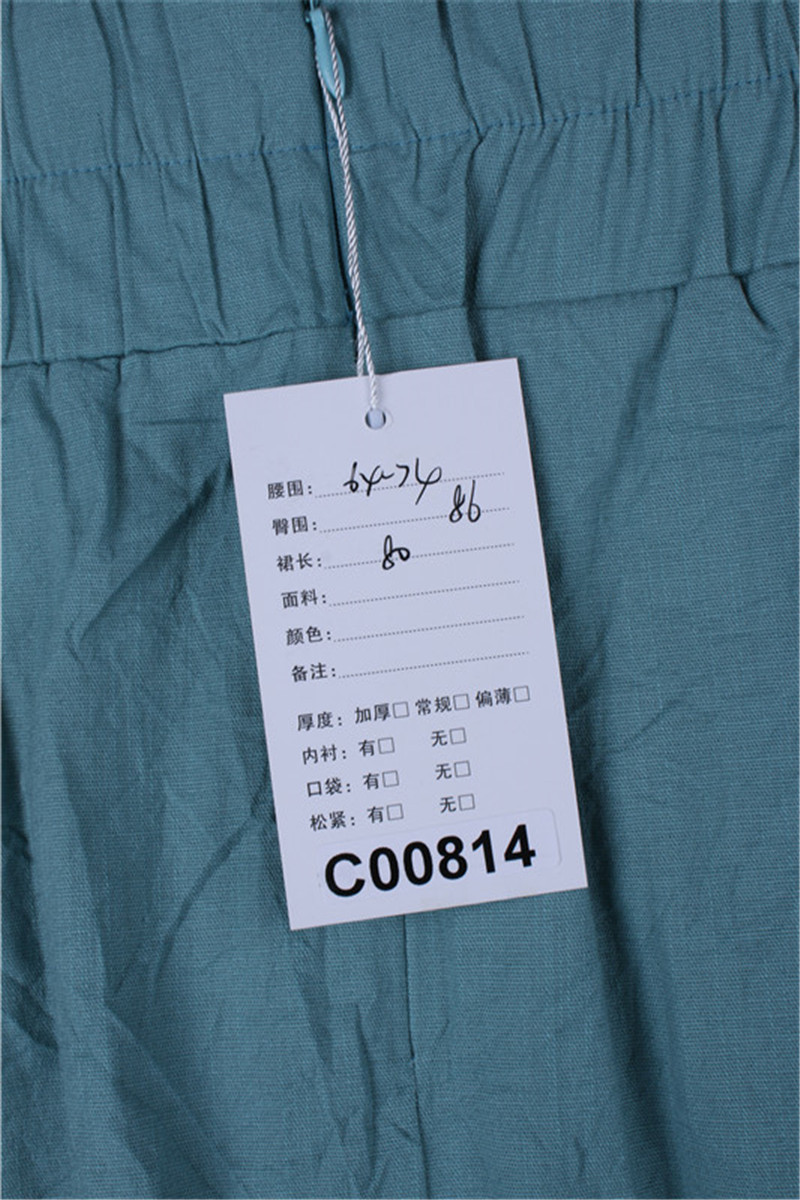 腰围: 64-74
臀围: 86
裙长: 80
面料:
颜色:
备注:
厚度: 加厚□ 常规□ 偏薄□
内衬: 有□ 无□
口袋: 有□ 无□
松紧: 有□ 无□
C00814